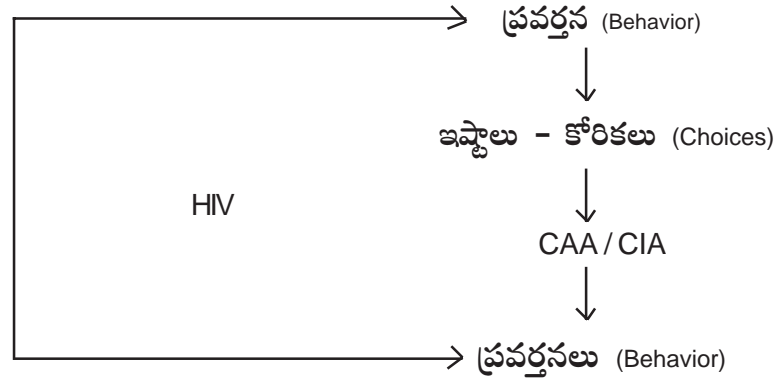 ప్రవర్తన (Behavior)
ఇష్టాలు - కోరికలు (Choices)
HIV
CAA / CIA
ప్రవర్తనలు (Behavior)